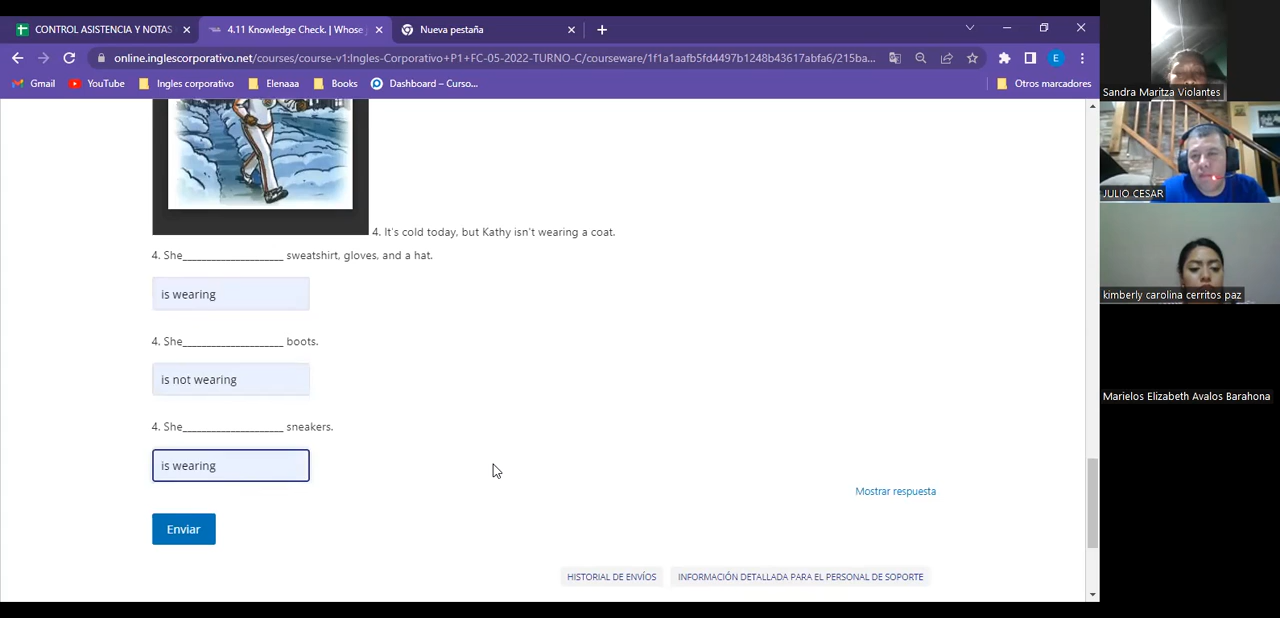 CONTROL ASISTENCIA Y NOTAS
4.11 Knowledge Check. | Whose j
Nueva pestaña
online.inglescorporativo.net/courses/course-v1:Ingles-Corporativo+P1+FC-05-2022-TURNO-C/courseware/1f1a1aafb5fd4497b1248b43517abfa6/215ba...
E
Gmail
YouTube
Ingles corporativo
Elenaaa
Books
Dashboard – Curso...
Otros marcadores
4. It's cold today, but Kathy isn't wearing a coat.
4. She____________________ sweatshirt, gloves, and a hat.
is wearing
4. She____________________ boots.
is not wearing
4. She____________________ sneakers.
is wearing
Mostrar respuesta
Enviar
HISTORIAL DE ENVÍOS
INFORMACIÓN DETALLADA PARA EL PERSONAL DE SOPORTE
Sandra Maritza Violantes
JULIO CESAR
kimberly carolina cerritos paz
Marielos Elizabeth Avalos Barahona